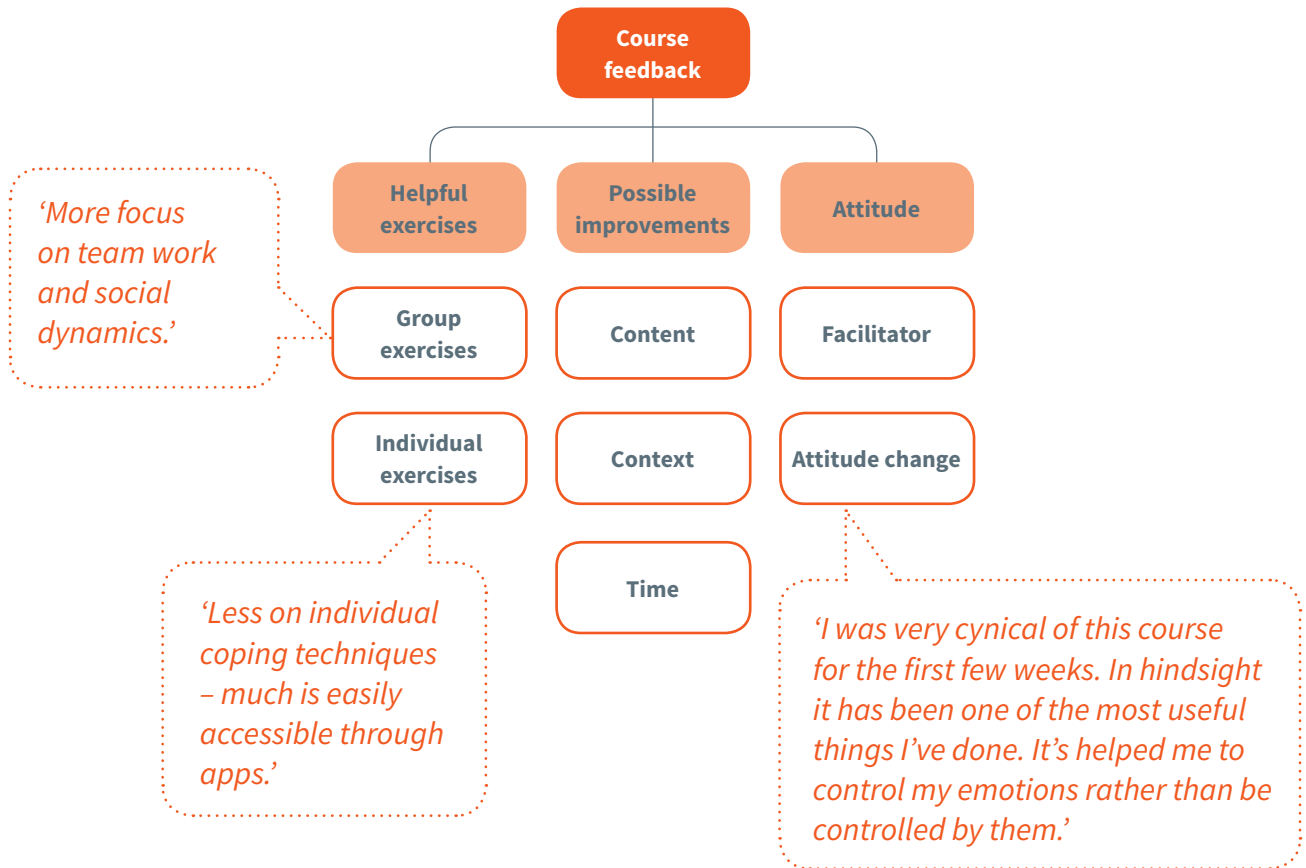 Course
feedback
Helpful
exercises
Possible
improvements
Attitude
‘More focus
on team work
and social
dynamics.’
Group
exercises
Content
Facilitator
Individual
exercises
Context
Attitude change
Time
‘Less on individual
coping techniques
– much is easily
accessible through
apps.’
‘I was very cynical of this course
for the first few weeks. In hindsight
it has been one of the most useful
things I’ve done. It’s helped me to
control my emotions rather than be
controlled by them.’